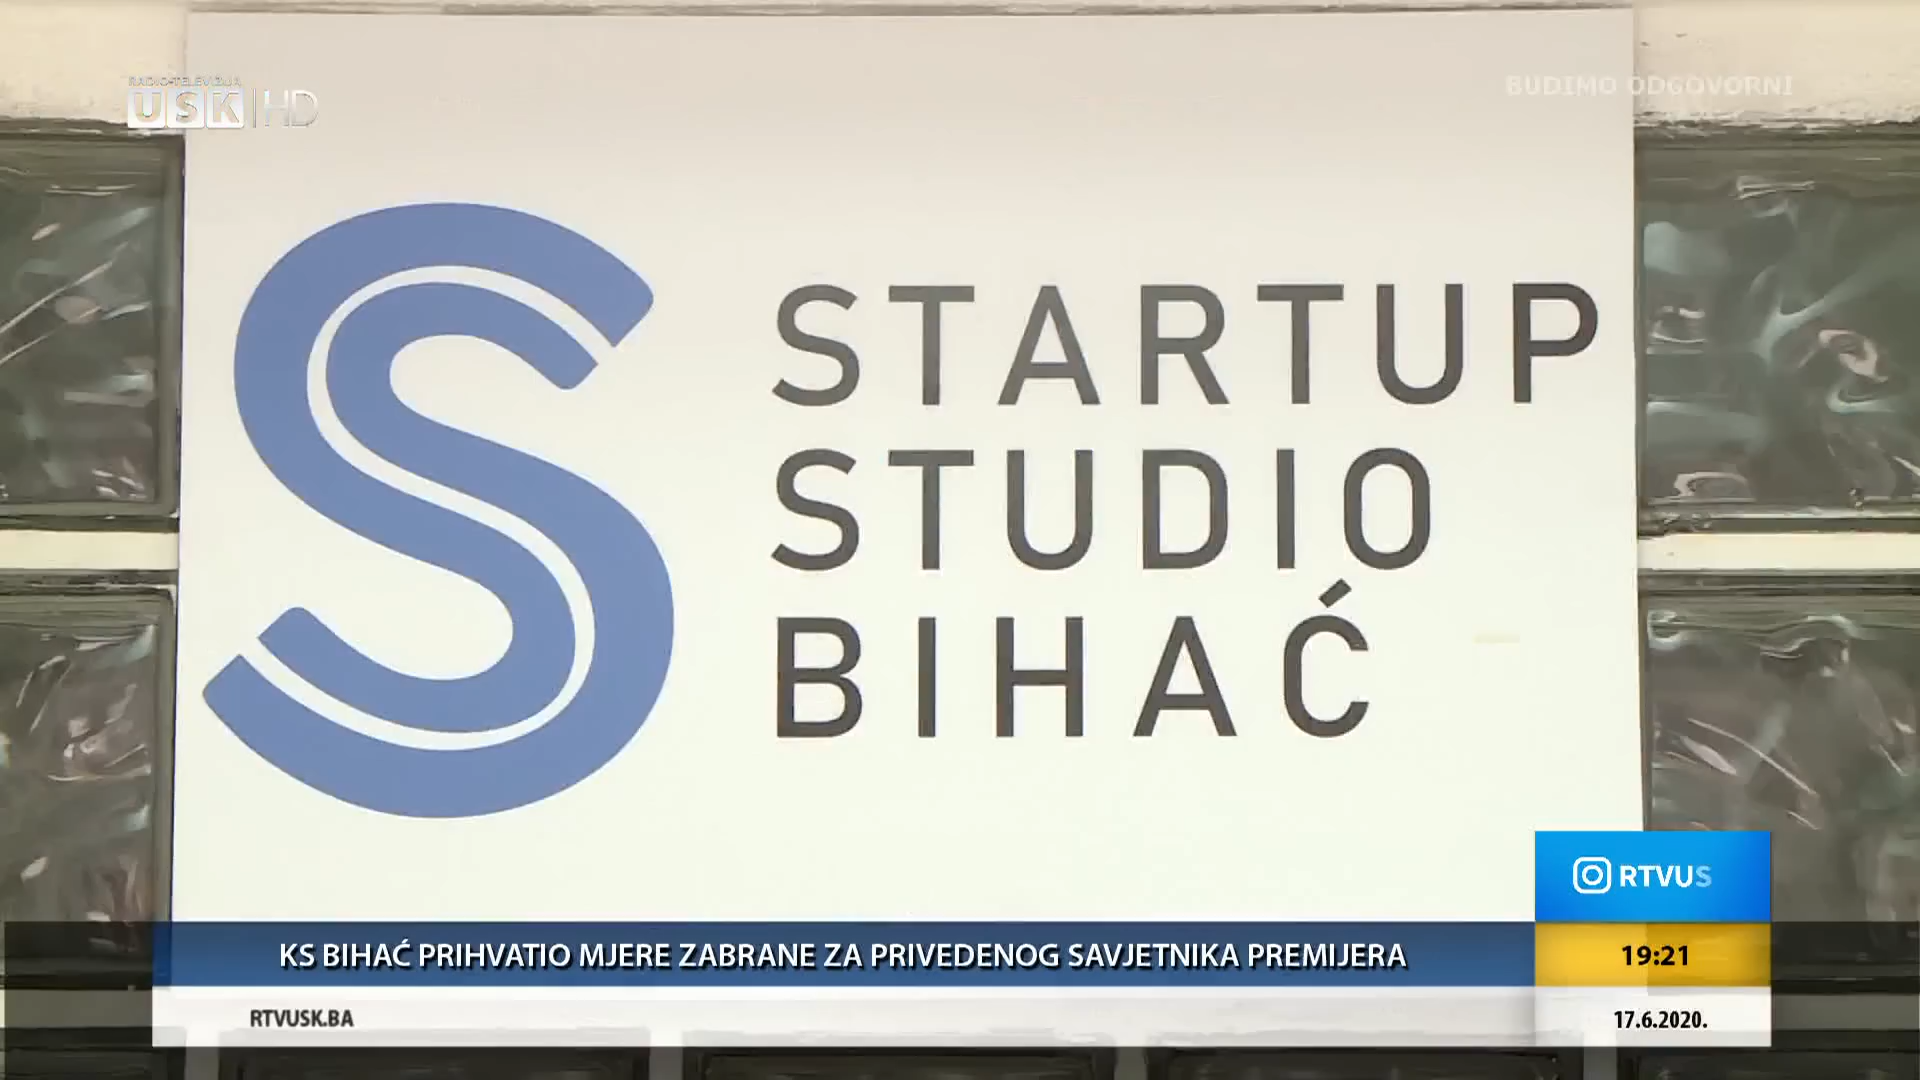 RADIO-TELEVIZIJA
USK HD
BUDIMO ODGOVORNI
STARTUP
STUDIO
BIHAĆ
RTVUS
KS BIHAĆ PRIHVATIO MJERE ZABRANE ZA PRIVEDENOG SAVJETNIKA PREMIJERA
19:21
RTVUSK.BA
17.6.2020.